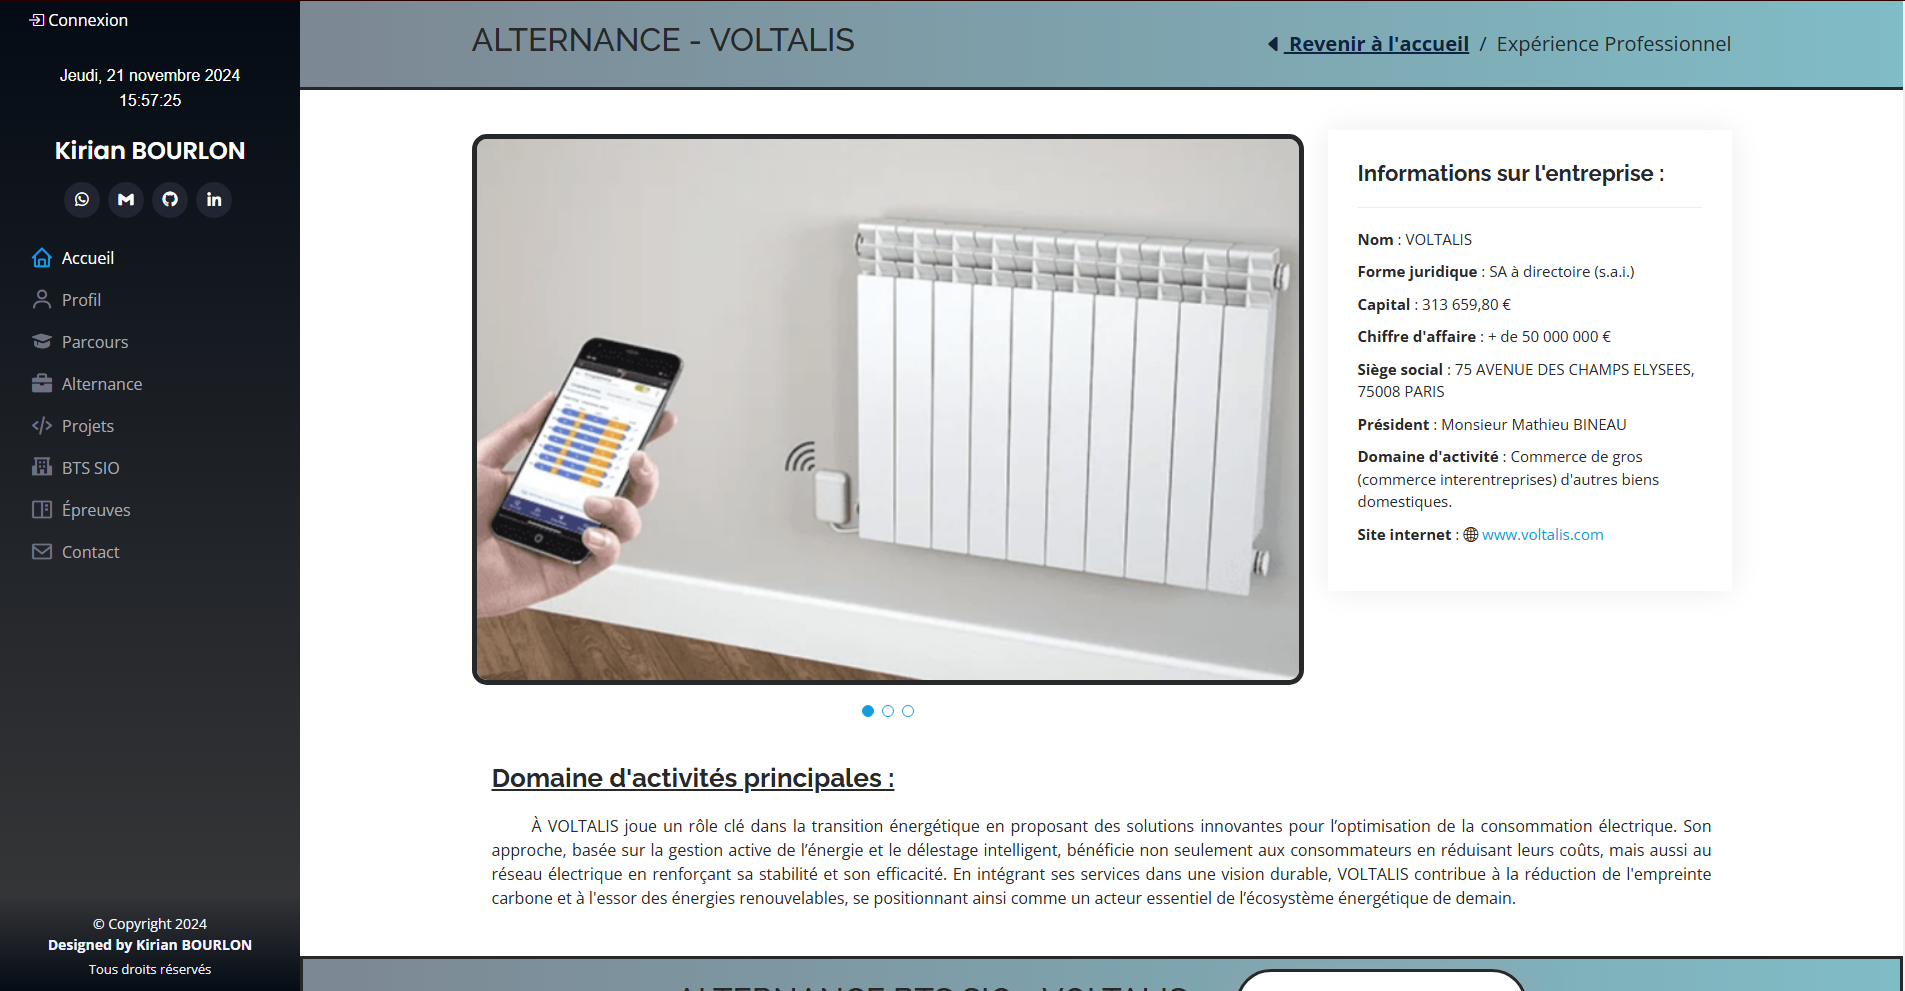 Connexion
Jeudi, 21 novembre 2024
15:57:25
Kirian BOURLON
Accueil
Profil
Parcours
Alternance
Projets
BTS SIO
Épreuves
Contact
© Copyright 2024
Designed by Kirian BOURLON
Tous droits réservés
ALTERNANCE - VOLTALIS
Revenir à l'accueil / Expérience Professionnel
Informations sur l'entreprise :
Nom : VOLTALIS
Forme juridique : SA à directoire (s.a.i.)
Capital : 313 659,80 €
Chiffre d'affaire : + de 50 000 000 €
Siège social : 75 AVENUE DES CHAMPS ELYSEES,
75008 PARIS
Président : Monsieur Mathieu BINEAU
Domaine d'activité : Commerce de gros
(commerce interentreprises) d'autres biens
domestiques.
Site internet : www.voltalis.com
Domaine d'activités principales :
À VOLTALIS joue un rôle clé dans la transition énergétique en proposant des solutions innovantes pour l’optimisation de la consommation électrique. Son
approche, basée sur la gestion active de l’énergie et le délestage intelligent, bénéficie non seulement aux consommateurs en réduisant leurs coûts, mais aussi au
réseau électrique en renforçant sa stabilité et son efficacité. En intégrant ses services dans une vision durable, VOLTALIS contribue à la réduction de l'empreinte
carbone et à l'essor des énergies renouvelables, se positionnant ainsi comme un acteur essentiel de l’écosystème énergétique de demain.
ALTERNANCE BTS SIO - VOLTALIS